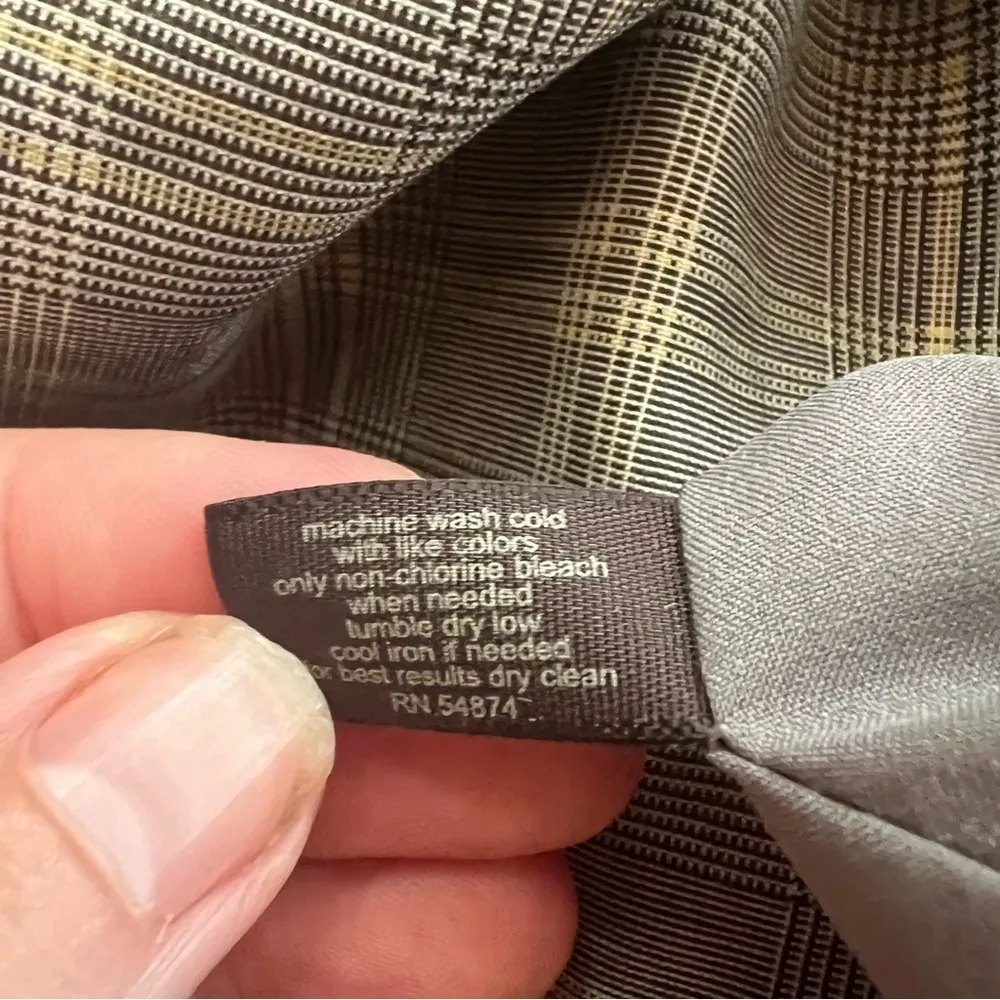 machine wash cold
with like colors
only non-chlorine bleach
when needed
tumble dry low
cool iron if needed
for best results dry clean
RN 54874